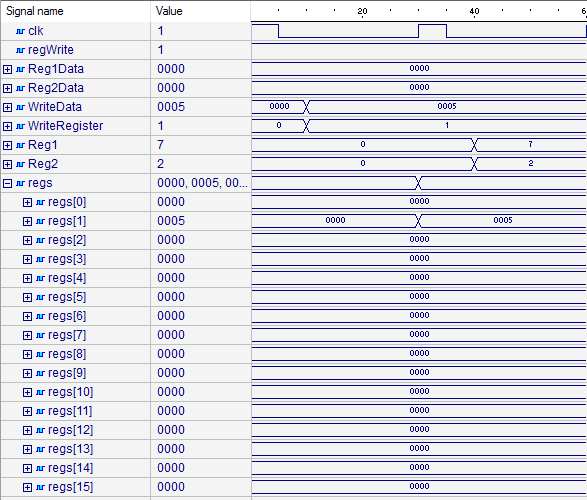 Signal name Value 20 40 6
clk 1
regWrite 1
Reg1Data 0000 0000
Reg2Data 0000 0000
WriteData 0005 0000 0005
WriteRegister 1 0 1
Reg1 7 0 7
Reg2 2 0 2
regs 0000, 0005, 00...
regs[0] 0000 0000
regs[1] 0005 0000 0005
regs[2] 0000 0000
regs[3] 0000 0000
regs[4] 0000 0000
regs[5] 0000 0000
regs[6] 0000 0000
regs[7] 0000 0000
regs[8] 0000 0000
regs[9] 0000 0000
regs[10] 0000 0000
regs[11] 0000 0000
regs[12] 0000 0000
regs[13] 0000 0000
regs[14] 0000 0000
regs[15] 0000 0000